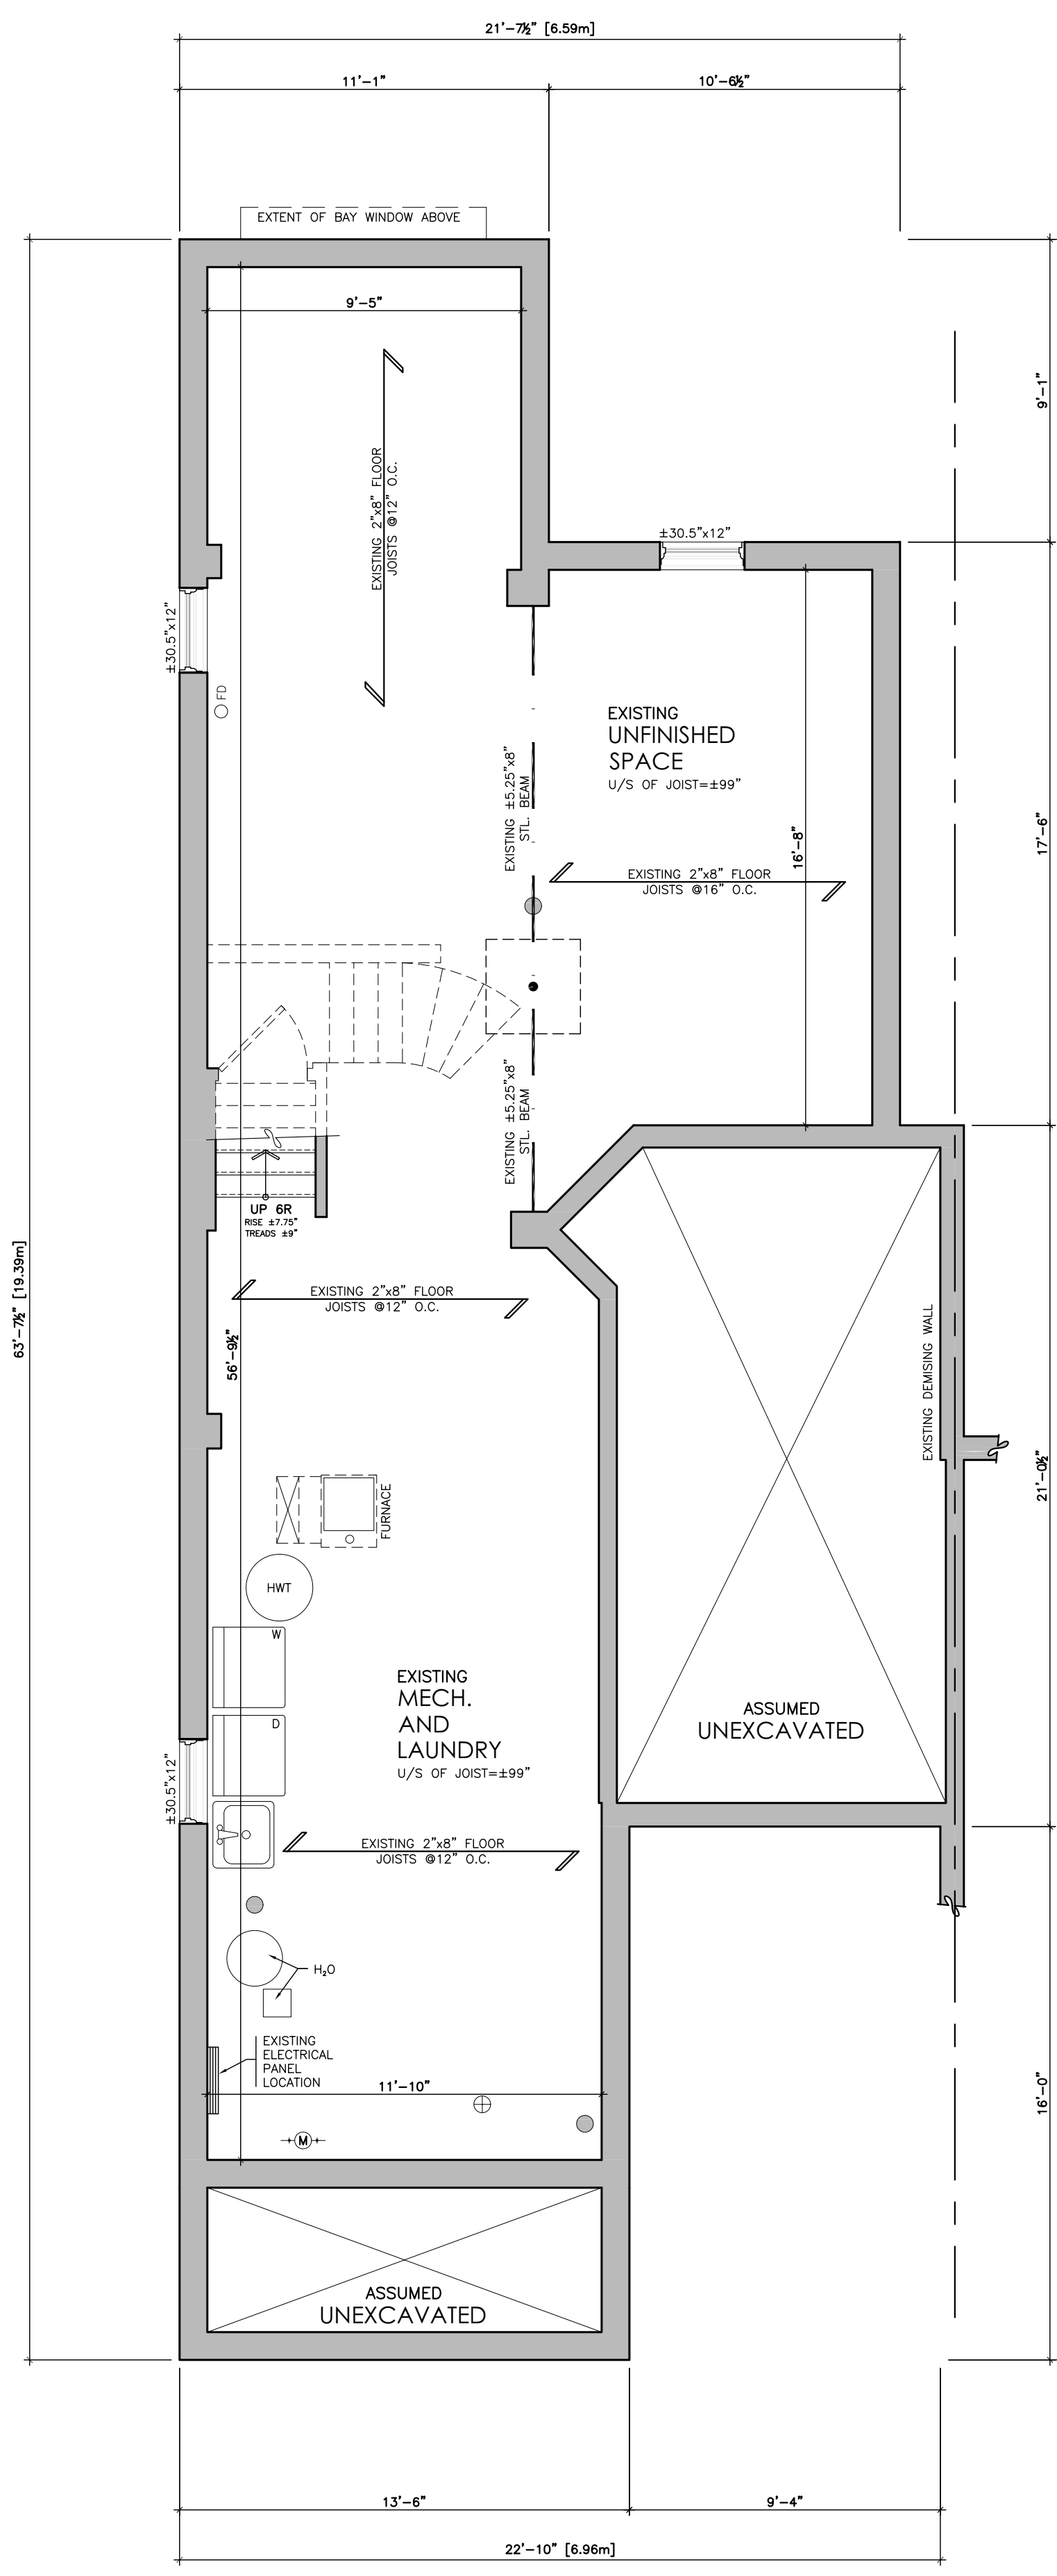 21'-7½" [6.59m]
11'-1"
10'-6½"
EXTENT OF BAY WINDOW ABOVE
9'-5"
9'-1"
EXISTING 2"x8" FLOOR
JOISTS @12" O.C.
±30.5"x12"
±30.5"x12"
FD
EXISTING
UNFINISHED
SPACE
U/S OF JOIST=±99"
EXISTING ±5.25"x8"
STL. BEAM
16'-8"
17'-6"
EXISTING 2"x8" FLOOR
JOISTS @16" O.C.
EXISTING ±5.25"x8"
STL. BEAM
UP 6R
RISE ±7.75"
TREADS ±9"
63'-7½" [19.39m]
EXISTING 2"x8" FLOOR
JOISTS @12" O.C.
56'-9½"
EXISTING DEMISING WALL
21'-0½"
FURNACE
HWT
W
EXISTING
MECH.
AND
LAUNDRY
U/S OF JOIST=±99"
D
ASSUMED
UNEXCAVATED
±30.5"x12"
EXISTING 2"x8" FLOOR
JOISTS @12" O.C.
H₂O
EXISTING
ELECTRICAL
PANEL
LOCATION
11'-10"
16'-0"
M
ASSUMED
UNEXCAVATED
13'-6"
9'-4"
22'-10" [6.96m]